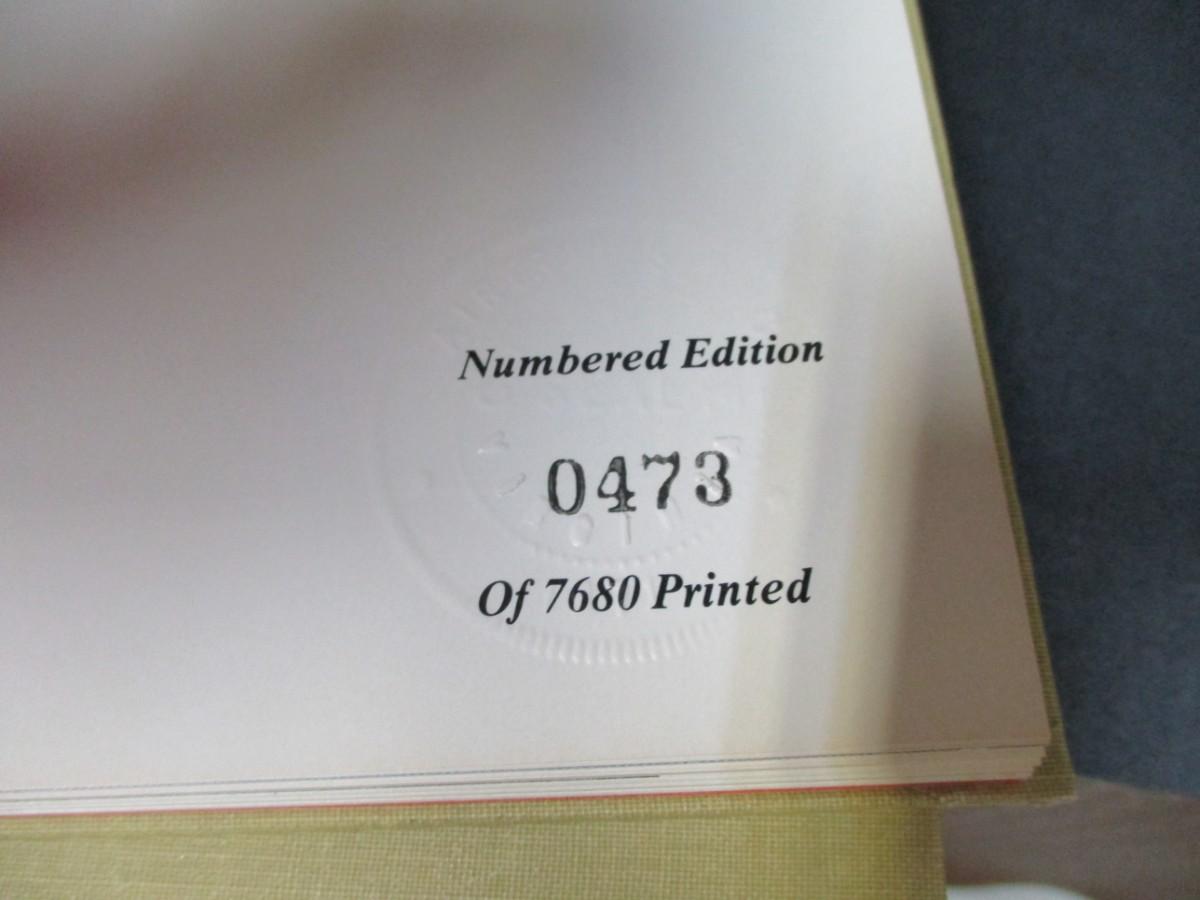 Numbered Edition
0473
Of 7680 Printed